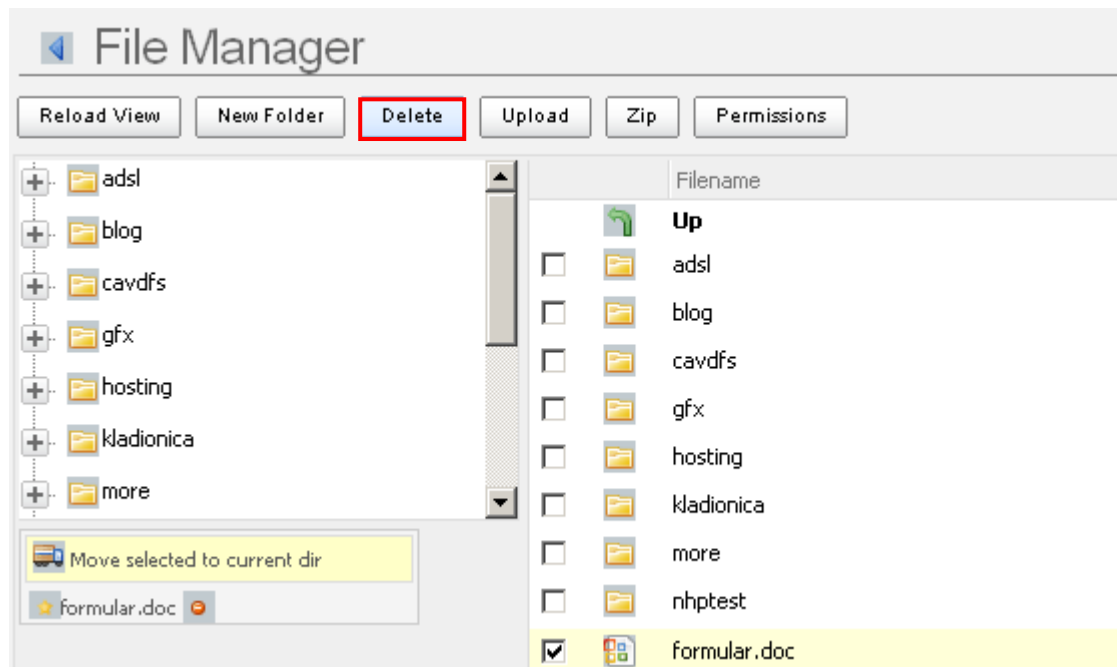 File Manager
Reload View New Folder Delete Upload Zip Permissions
adsl
blog
cavdfs
gfx
hosting
kladionica
more
Move selected to current dir
formular.doc
Filename
Up
adsl
blog
cavdfs
gfx
hosting
kladionica
more
nhptest
formular.doc